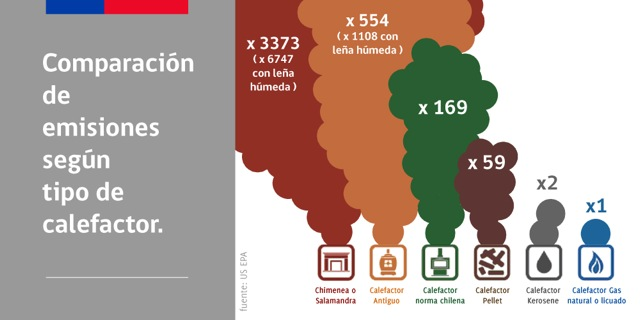 Comparación
de
emisiones
según
tipo de
calefactor.
fuente: US EPA
x 3373
( x 6747
con leña
húmeda )
x 554
( x 1108 con
leña húmeda )
x 169
x 59
x2
x1
Chimenea o
Salamandra
Calefactor
Antiguo
Calefactor
norma chilena
Calefactor
Pellet
Calefactor
Kerosene
Calefactor Gas
natural o licuado